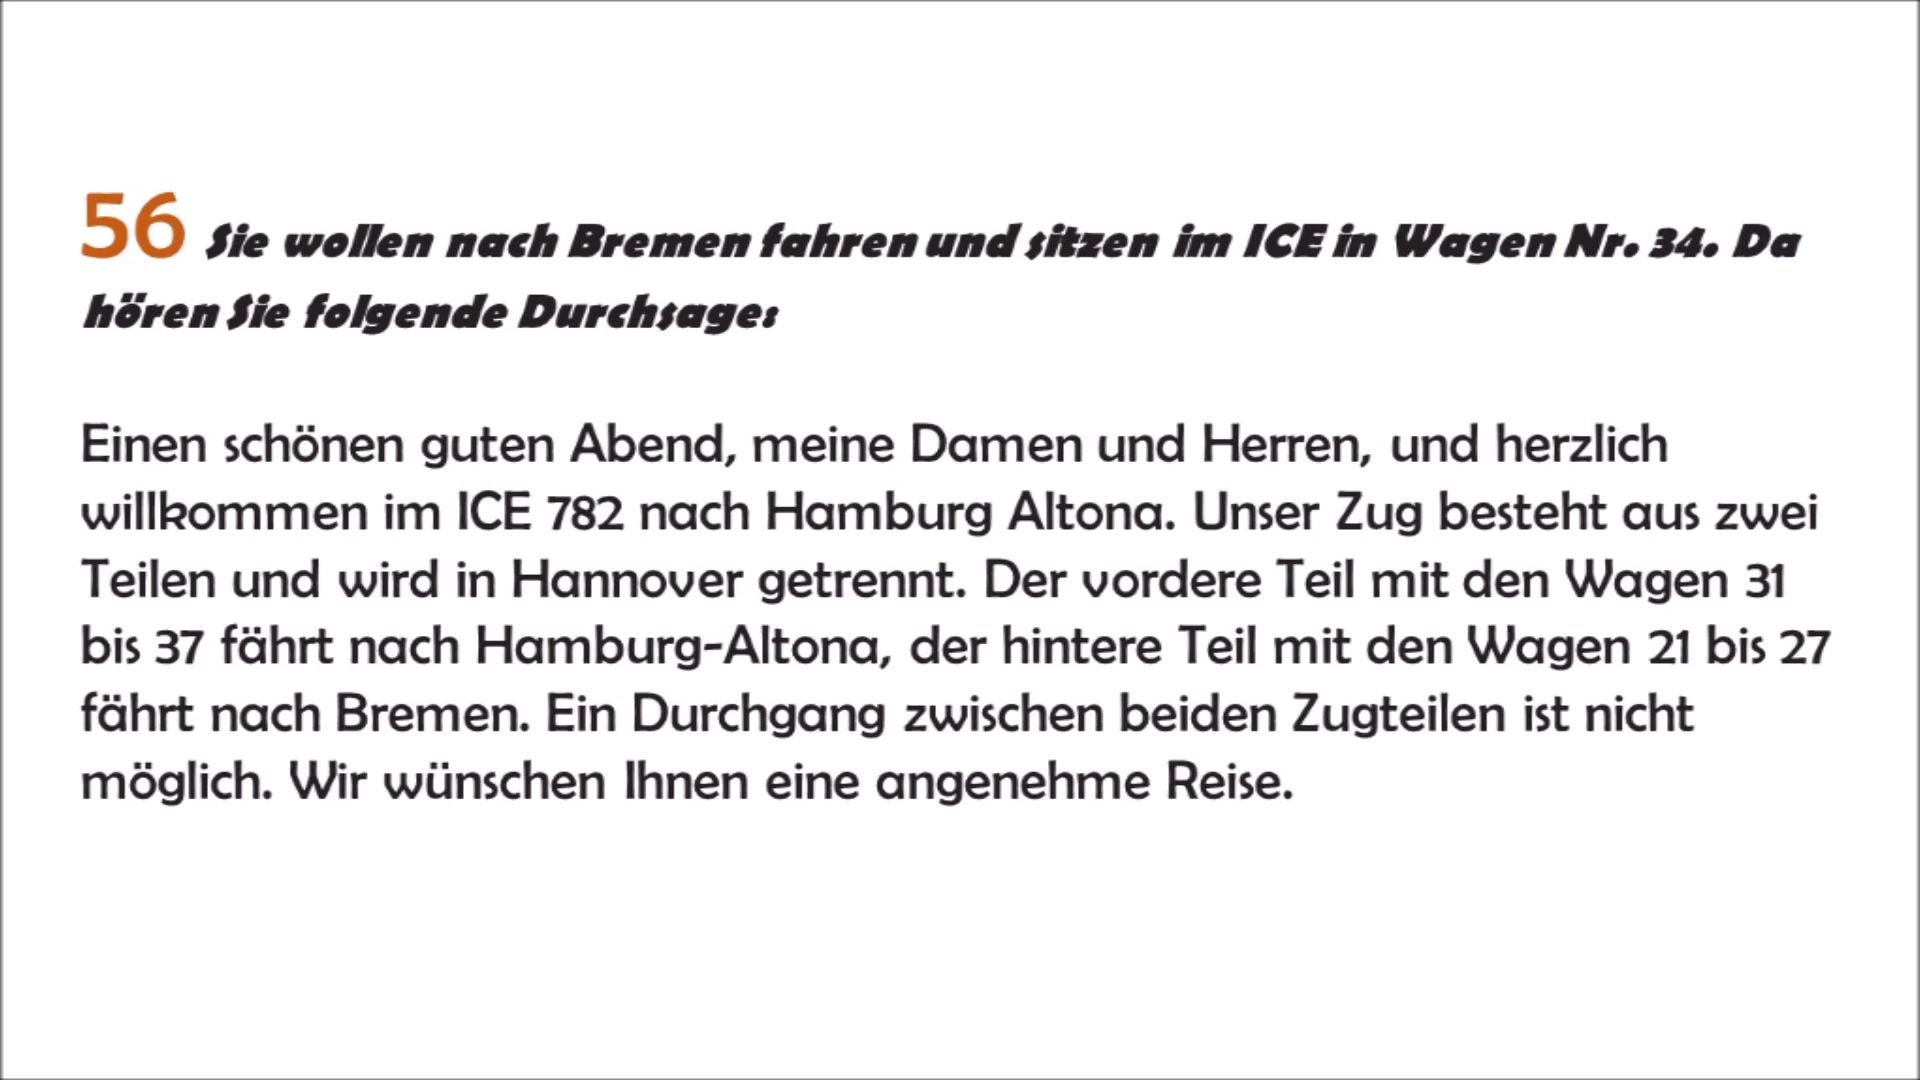 56 Sie wollen nach Bremen fahren und sitzen im ICE in Wagen Nr. 34. Da
hören Sie folgende Durchsage:
Einen schönen guten Abend, meine Damen und Herren, und herzlich
willkommen im ICE 782 nach Hamburg Altona. Unser Zug besteht aus zwei
Teilen und wird in Hannover getrennt. Der vordere Teil mit den Wagen 31
bis 37 fährt nach Hamburg-Altona, der hintere Teil mit den Wagen 21 bis 27
fährt nach Bremen. Ein Durchgang zwischen beiden Zugteilen ist nicht
möglich. Wir wünschen Ihnen eine angenehme Reise.